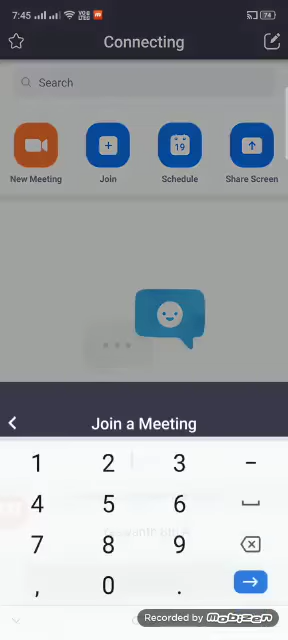 7:45
74
Connecting
Search
19
New Meeting
Join
Schedule
Share Screen
Join a Meeting
1 2 3 -
4 5 6
7 8 9
, 0 .
Recorded by Mobizen